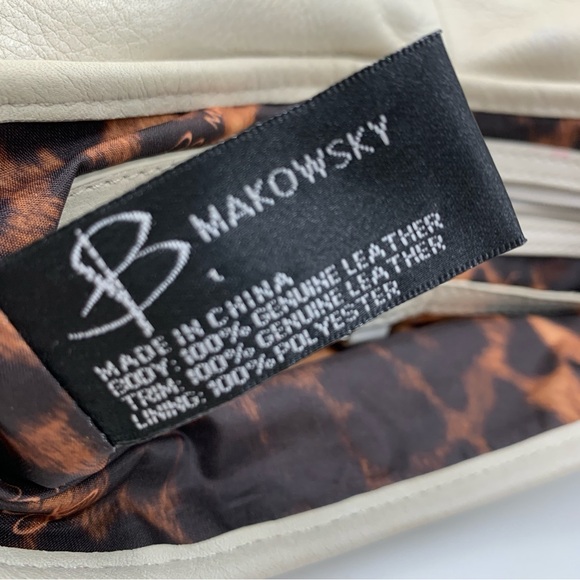 B MAKOWSKY
MADE IN CHINA
BODY: 100% GENUINE LEATHER
TRIM: 100% GENUINE LEATHER
LINING: 100% POLYESTER